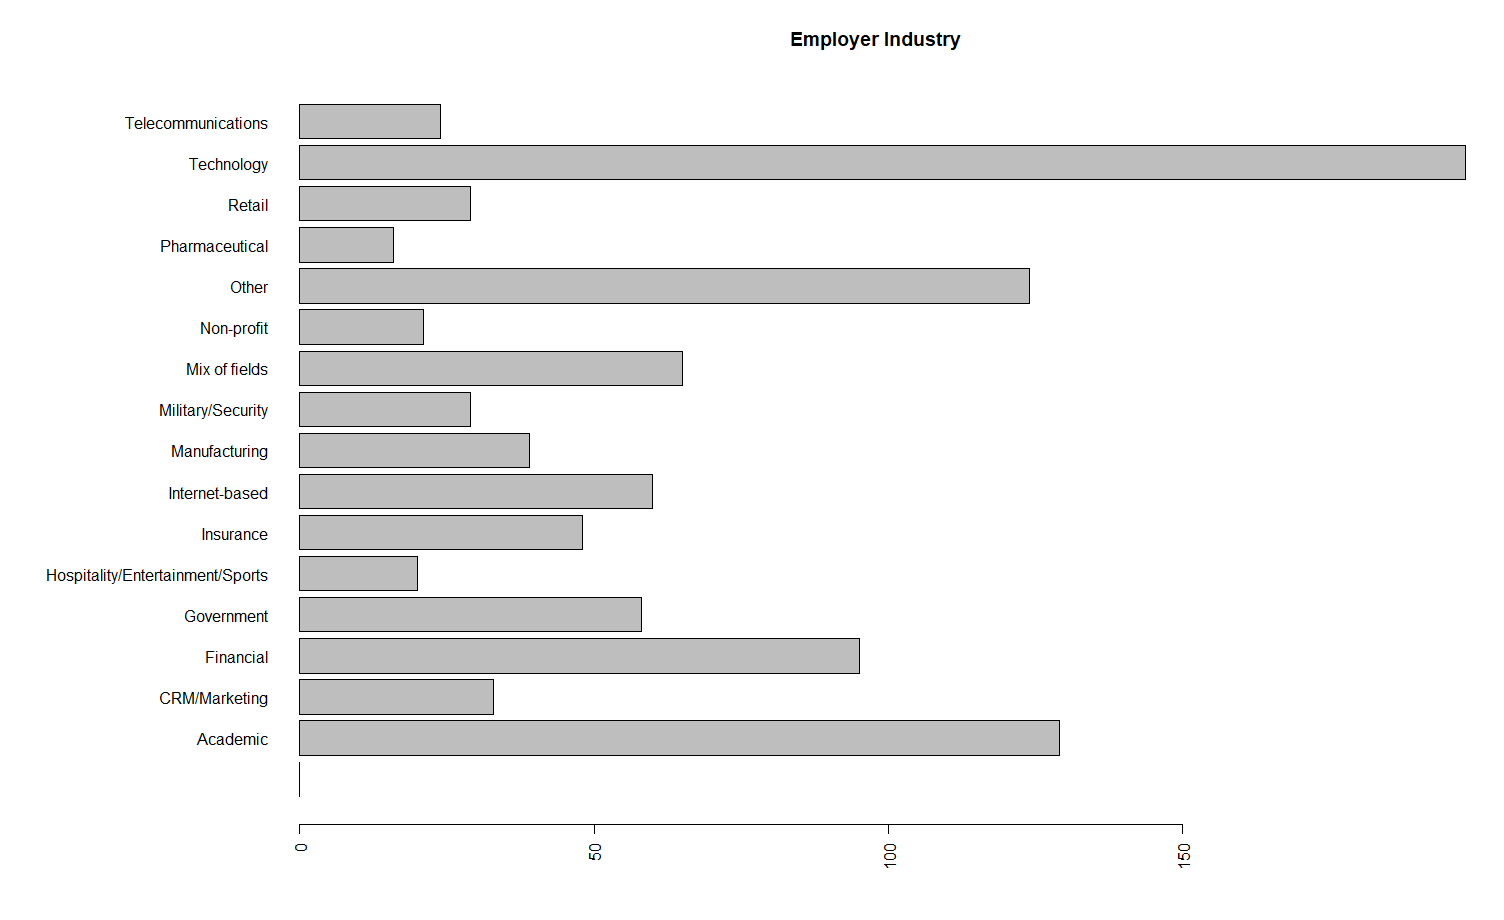 Employer Industry
Telecommunications
Technology
Retail
Pharmaceutical
Other
Non-profit
Mix of fields
Military/Security
Manufacturing
Internet-based
Insurance
Hospitality/Entertainment/Sports
Government
Financial
CRM/Marketing
Academic
0
50
100
150